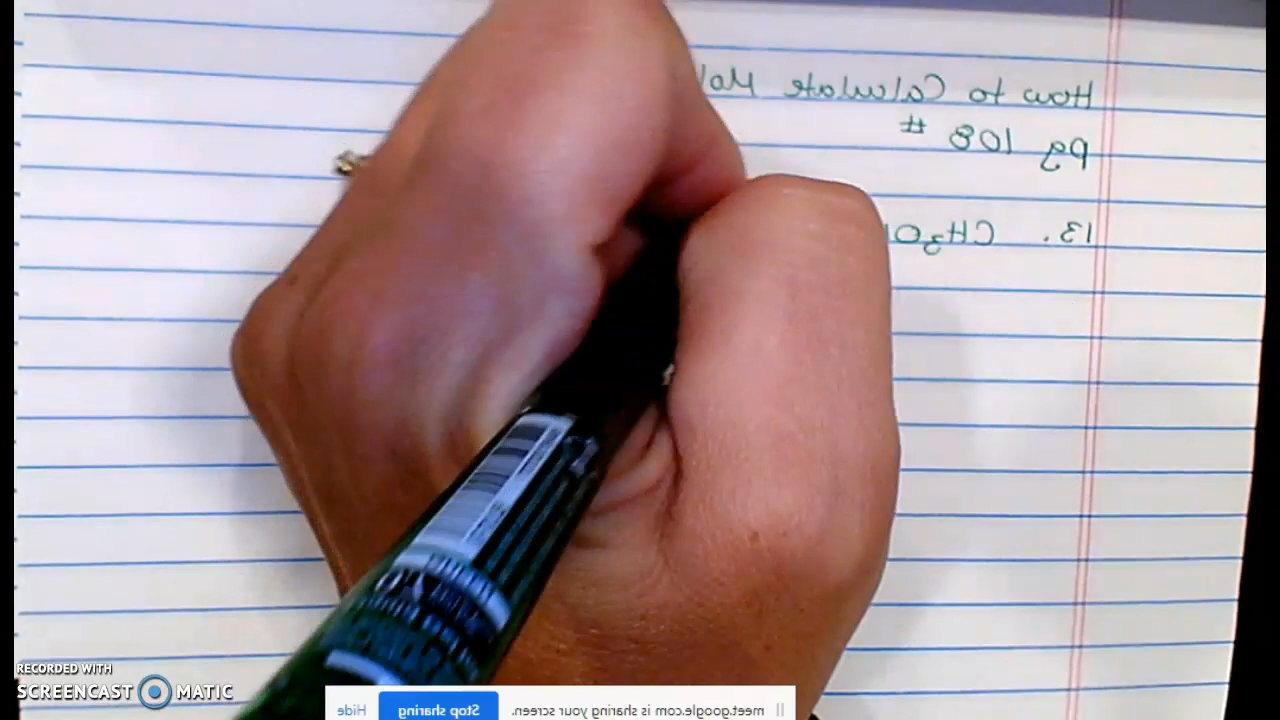 How to Calculate Mol
pg 108 #
13. CH3O
RECORDED WITH
SCREENCAST MATIC
meet.google.com is sharing your screen. Stop sharing Hide